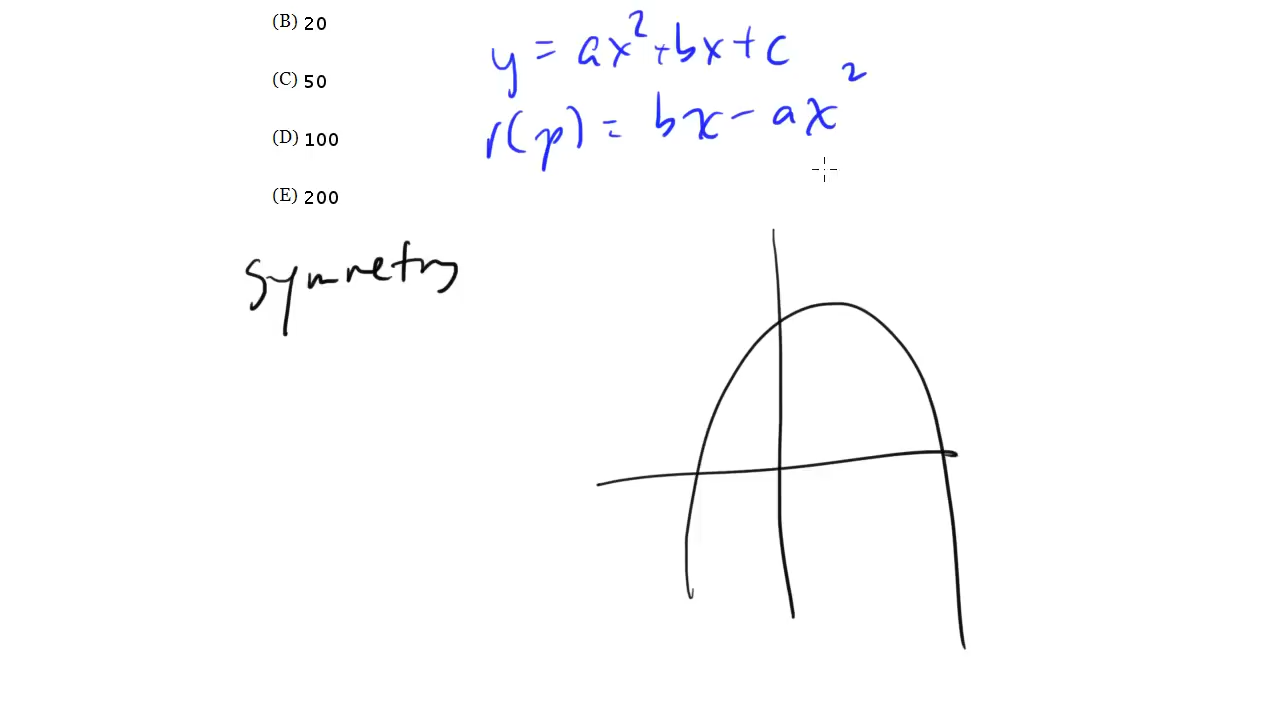 (B) 20
y = ax²+bx+c
(C) 50
r(p) = bx - ax²
(D) 100
(E) 200
symmetry